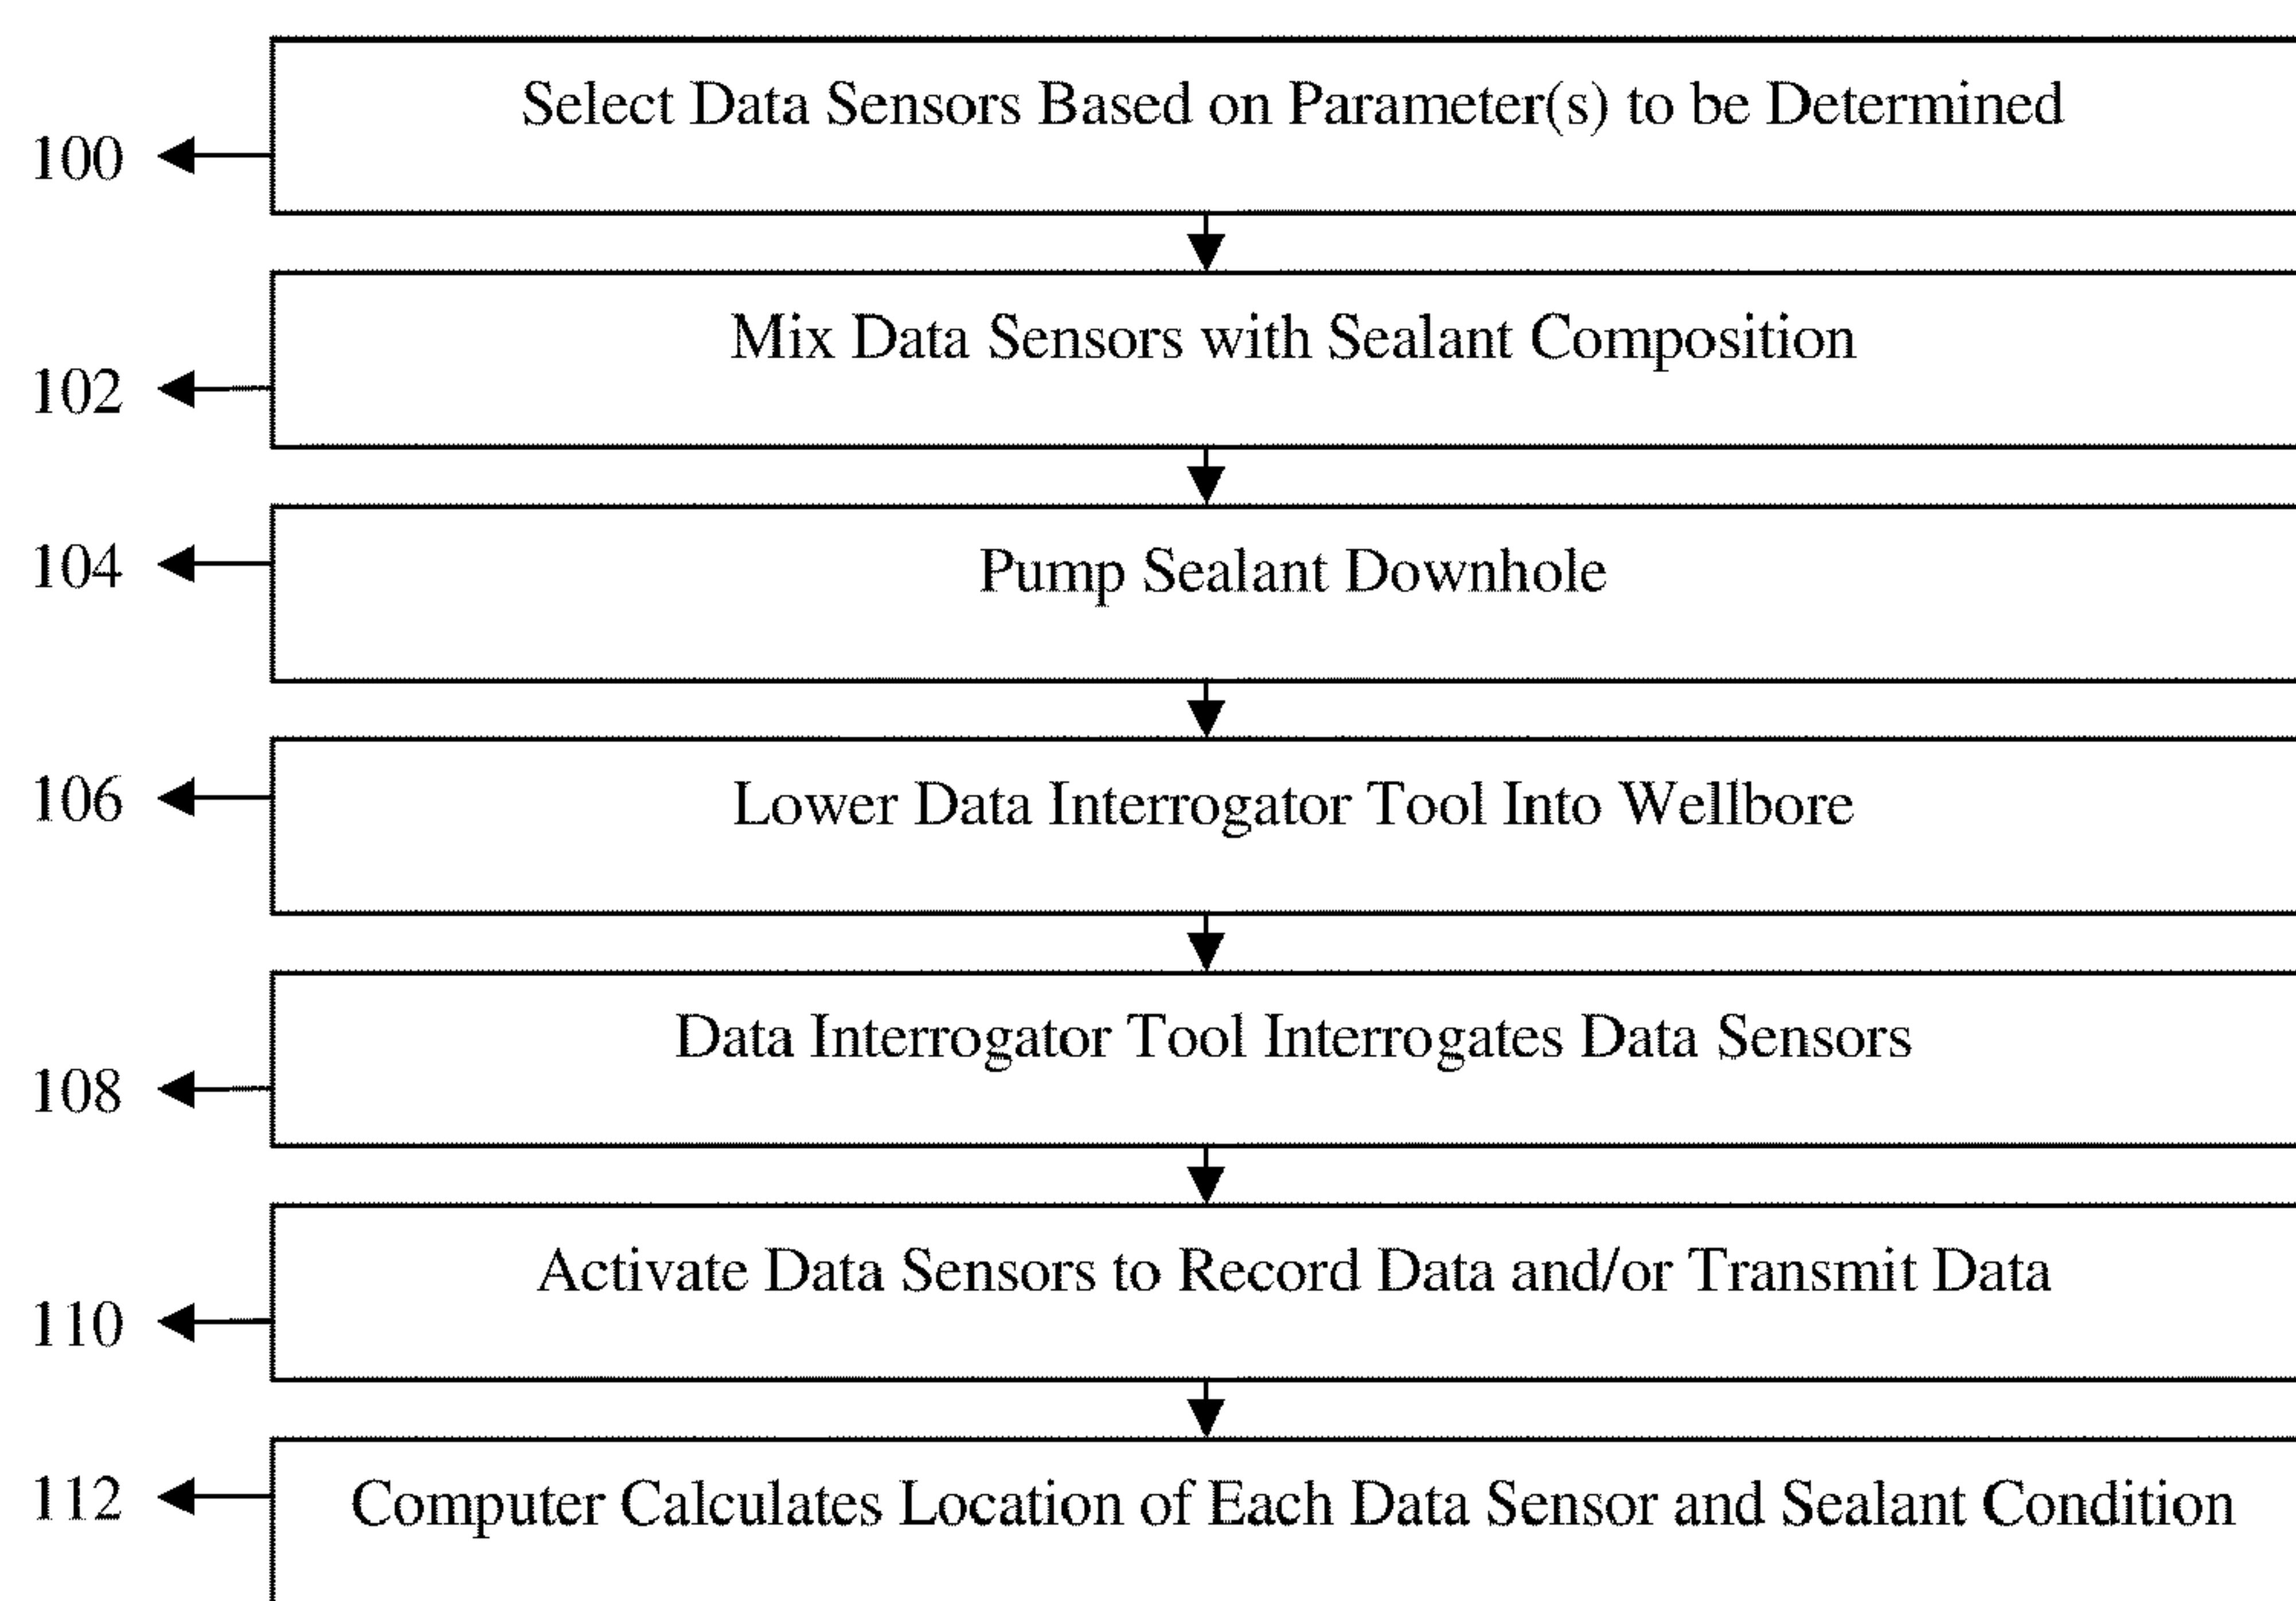 Select Data Sensors Based on Parameter(s) to be Determined
100
Mix Data Sensors with Sealant Composition
102
Pump Sealant Downhole
104
Lower Data Interrogator Tool Into Wellbore
106
Data Interrogator Tool Interrogates Data Sensors
108
Activate Data Sensors to Record Data and/or Transmit Data
110
Computer Calculates Location of Each Data Sensor and Sealant Condition
112